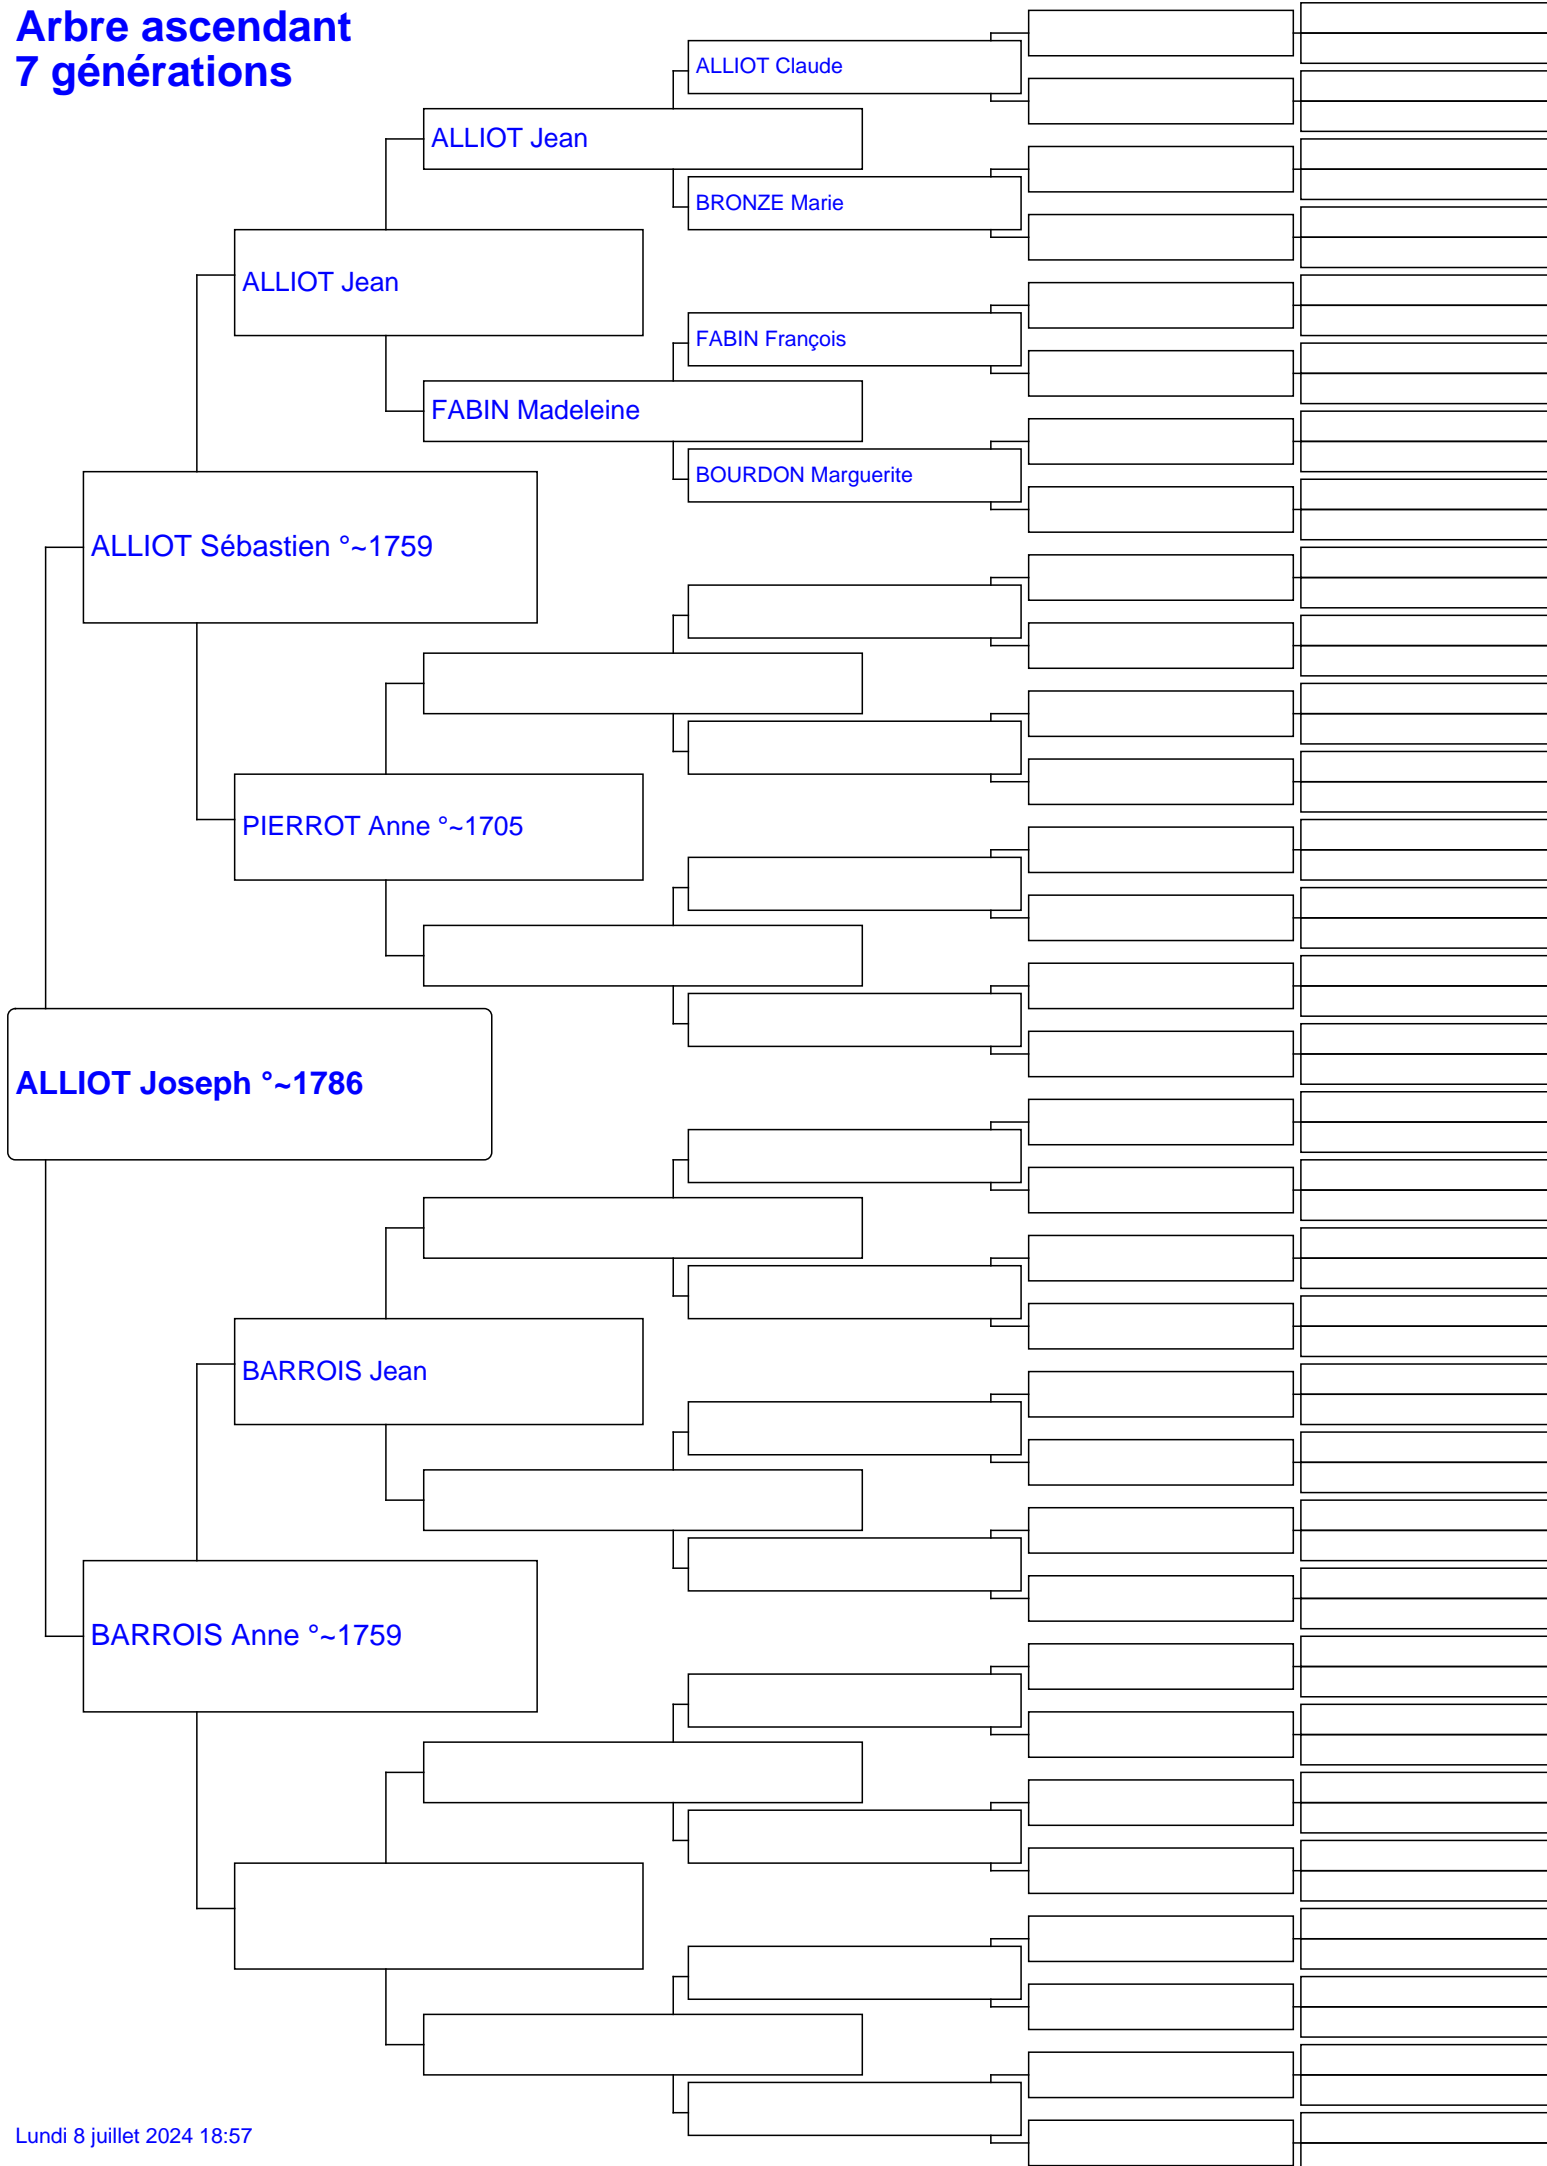 Arbre ascendant
7 générations
ALLIOT Claude
ALLIOT Jean
BRONZE Marie
ALLIOT Jean
FABIN François
FABIN Madeleine
BOURDON Marguerite
ALLIOT Sébastien °~1759
PIERROT Anne °~1705
ALLIOT Joseph °~1786
BARROIS Jean
BARROIS Anne °~1759
Lundi 8 juillet 2024 18:57